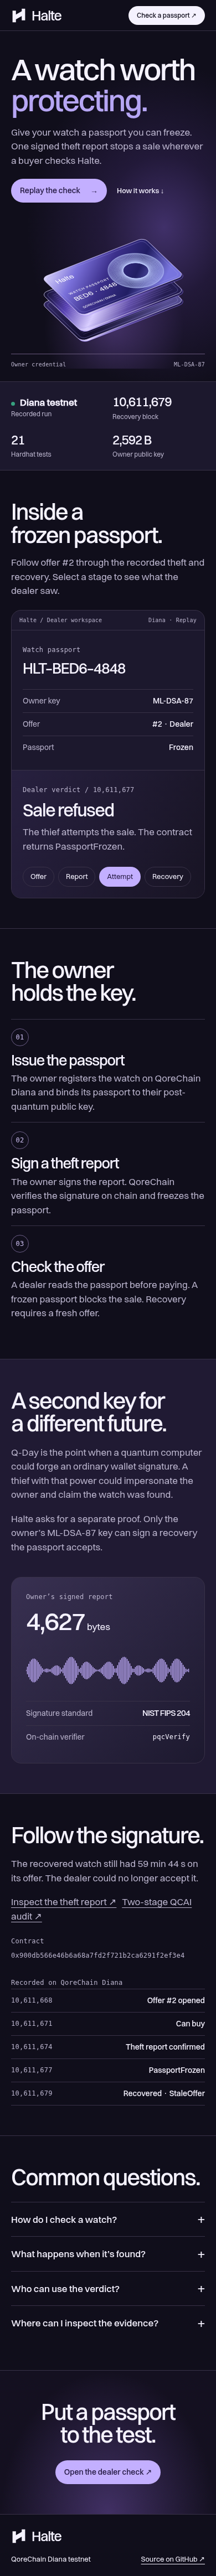 Halte
Check a passport ↗
A watch worth
protecting.
Give your watch a passport you can freeze.
One signed theft report stops a sale wherever
a buyer checks Halte.
Replay the check →
How it works ↓
Halte
WATCH PASSPORT
BED6 - 4848
Owner credential
ML-DSA-87
Diana testnet
Recorded run
10,611,679
Recovery block
21
Hardhat tests
2,592 B
Owner public key
Inside a
frozen passport.
Follow offer #2 through the recorded theft and
recovery. Select a stage to see what the
dealer saw.
Halte / Dealer workspace
Diana · Replay
Watch passport
HLT–BED6–4848
Owner key
ML-DSA-87
Offer
#2 · Dealer
Passport
Frozen
Dealer verdict / 10,611,677
Sale refused
The thief attempts the sale. The contract
returns PassportFrozen.
Offer
Report
Attempt
Recovery
The owner
holds the key.
01
Issue the passport
The owner registers the watch on QoreChain
Diana and binds its passport to their post-
quantum public key.
02
Sign a theft report
The owner signs the report. QoreChain
verifies the signature on chain and freezes the
passport.
03
Check the offer
A dealer reads the passport before paying. A
frozen passport blocks the sale. Recovery
requires a fresh offer.
A second key for
a different future.
Q-Day is the point when a quantum computer
could forge an ordinary wallet signature. A
thief with that power could impersonate the
owner and claim the watch was found.
Halte asks for a separate proof. Only the
owner's ML-DSA-87 key can sign a recovery
the passport accepts.
Owner's signed report
4,627 bytes
Signature standard
NIST FIPS 204
On-chain verifier
pqcVerify
Follow the signature.
The recovered watch still had 59 min 44 s on
its offer. The dealer could no longer accept it.
Inspect the theft report ↗ Two-stage QCAI
audit ↗
Contract
0x900db566e46b6a68a7fd2f721b2ca6291f2ef3e4
Recorded on QoreChain Diana
10,611,668
Offer #2 opened
10,611,671
Can buy
10,611,674
Theft report confirmed
10,611,677
PassportFrozen
10,611,679
Recovered · StaleOffer
Common questions.
How do I check a watch? +
What happens when it's found? +
Who can use the verdict? +
Where can I inspect the evidence? +
Put a passport
to the test.
Open the dealer check ↗
Halte
QoreChain Diana testnet
Source on GitHub ↗